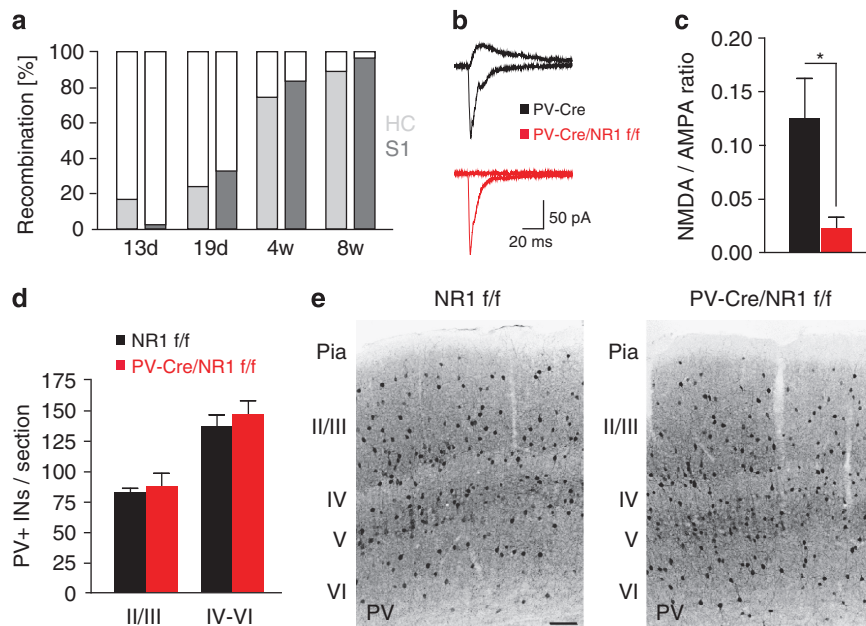 a
Recombination [%]
100
80
60
40
20
0
13d
19d
4w
8w
HC
S1
b
PV-Cre
PV-Cre/NR1 f/f
50 pA
20 ms
c
NMDA / AMPA ratio
0.20
0.15
0.10
0.05
0.00
*
d
NR1 f/f
PV-Cre/NR1 f/f
PV+ INs / section
175
150
125
100
75
50
25
0
II/III
IV-VI
e
NR1 f/f
PV-Cre/NR1 f/f
Pia
II/III
IV
V
VI
PV
Pia
II/III
IV
V
VI
PV